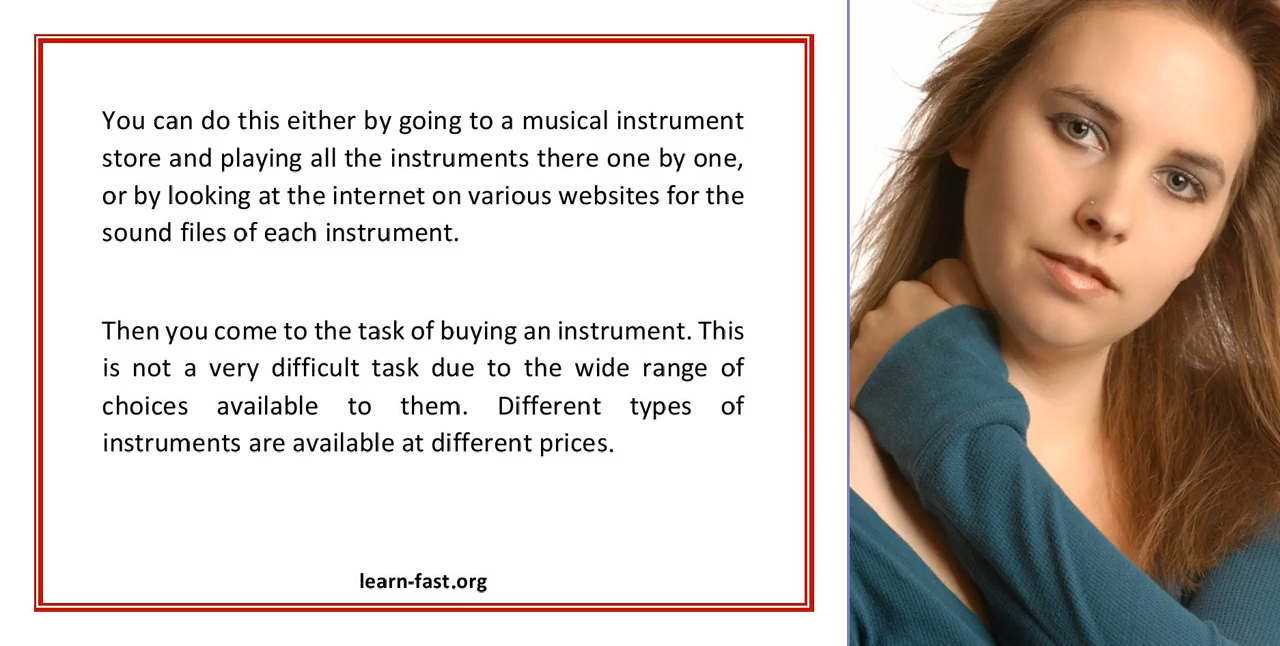 You can do this either by going to a musical instrument
store and playing all the instruments there one by one,
or by looking at the internet on various websites for the
sound files of each instrument.
Then you come to the task of buying an instrument. This
is not a very difficult task due to the wide range of
choices available to them. Different types of
instruments are available at different prices.
learn-fast.org